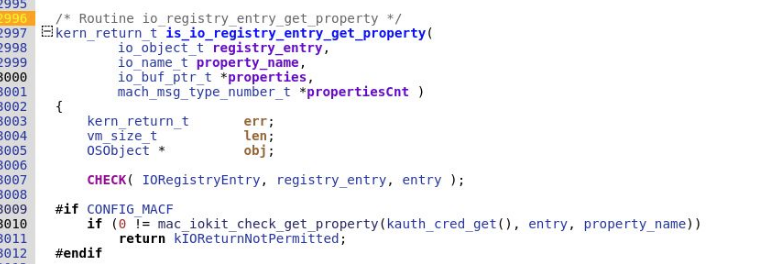 2995
2996 /* Routine io_registry_entry_get_property */
2997 kern_return_t is_io_registry_entry_get_property(
2998 io_object_t registry_entry,
2999 io_name_t property_name,
3000 io_buf_ptr_t *properties,
3001 mach_msg_type_number_t *propertiesCnt )
3002 {
3003 kern_return_t err;
3004 vm_size_t len;
3005 OSObject * obj;
3006
3007 CHECK( IORegistryEntry, registry_entry, entry );
3008
3009 #if CONFIG_MACF
3010 if (0 != mac_iokit_check_get_property(kauth_cred_get(), entry, property_name))
3011 return kIOReturnNotPermitted;
3012 #endif